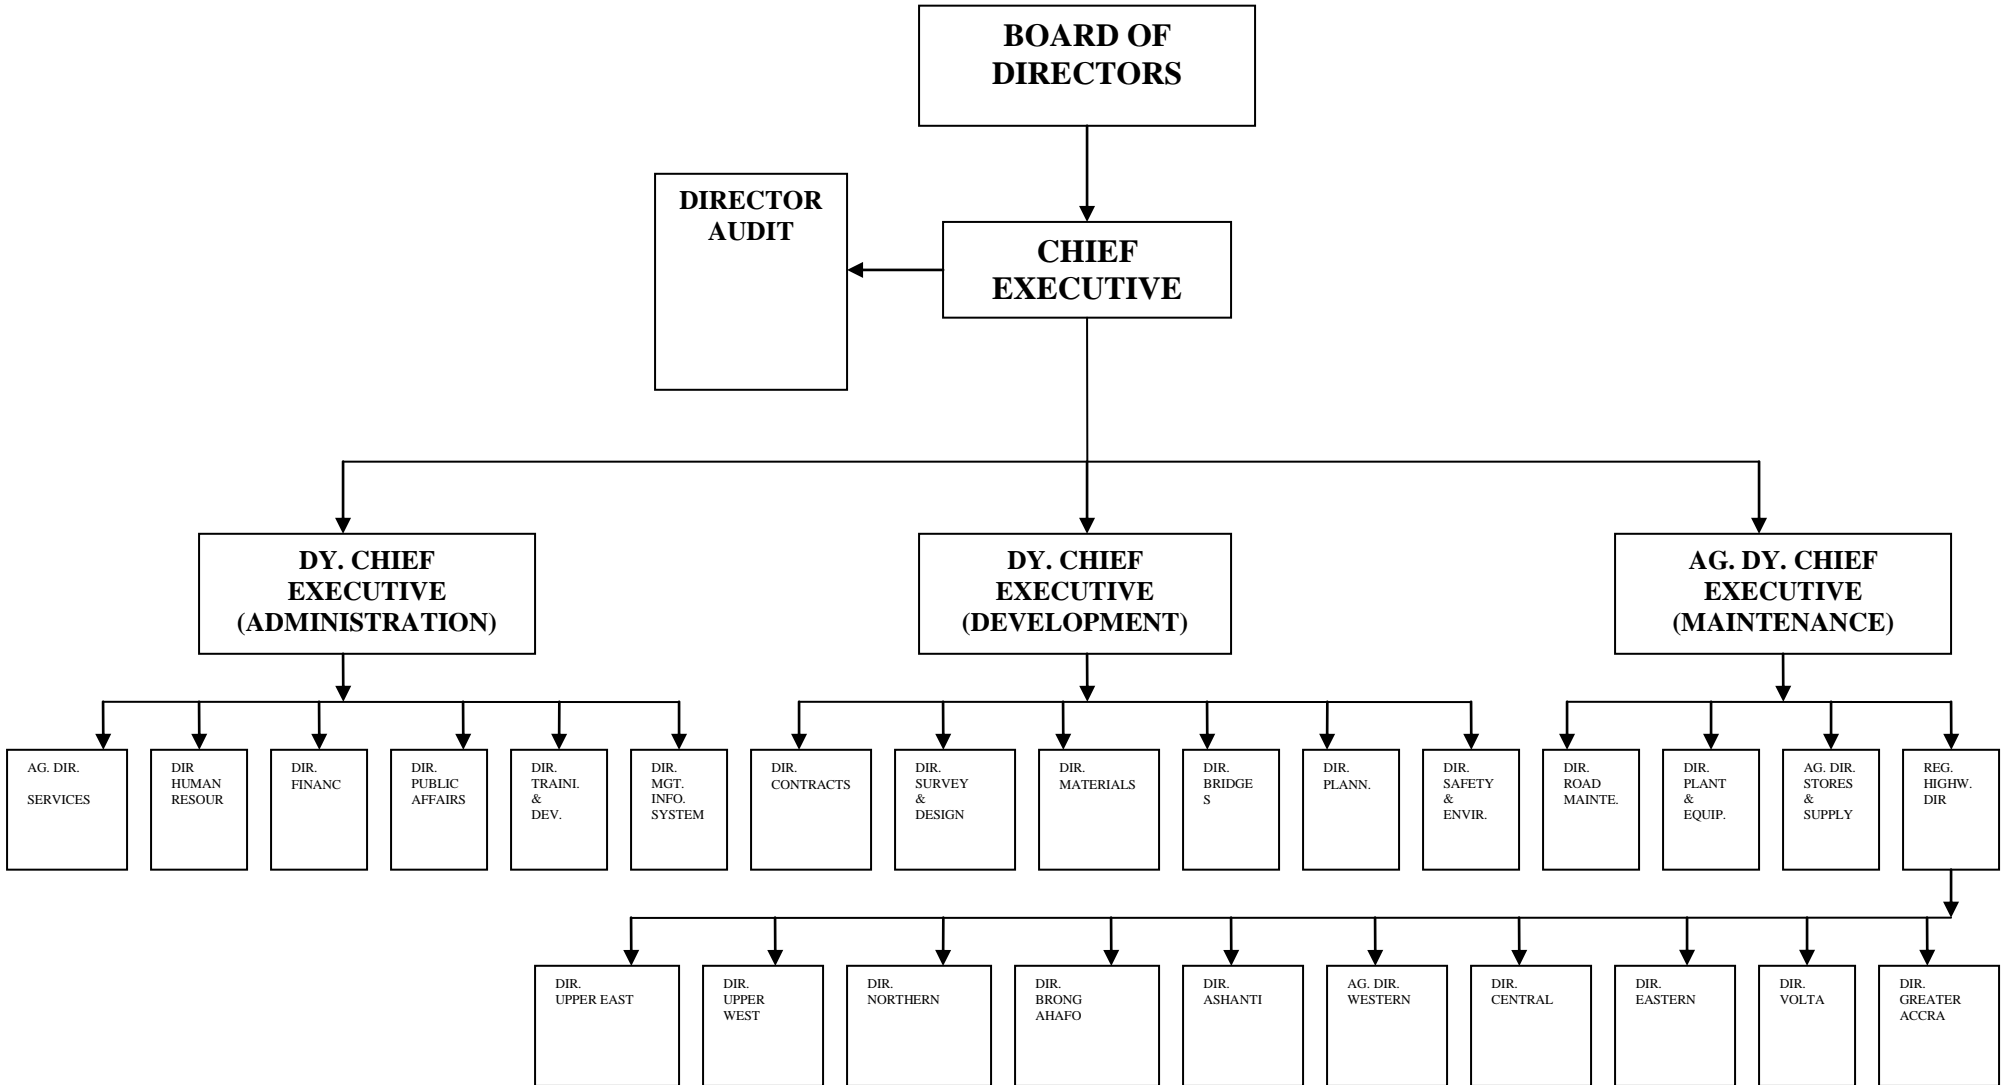 BOARD OF
DIRECTORS
DIRECTOR
AUDIT
CHIEF
EXECUTIVE
DY. CHIEF
EXECUTIVE
(ADMINISTRATION)
DY. CHIEF
EXECUTIVE
(DEVELOPMENT)
AG. DY. CHIEF
EXECUTIVE
(MAINTENANCE)
AG. DIR.
SERVICES
DIR
HUMAN
RESOUR
DIR.
FINANC
DIR.
PUBLIC
AFFAIRS
DIR.
TRAINI.
&
DEV.
DIR.
MGT.
INFO.
SYSTEM
DIR.
CONTRACTS
DIR.
SURVEY
&
DESIGN
DIR.
MATERIALS
DIR.
BRIDGE
S
DIR.
PLANN.
DIR.
SAFETY
&
ENVIR.
DIR.
ROAD
MAINTE.
DIR.
PLANT
&
EQUIP.
AG. DIR.
STORES
&
SUPPLY
REG.
HIGHW.
DIR
DIR.
UPPER EAST
DIR.
UPPER
WEST
DIR.
NORTHERN
DIR.
BRONG
AHAFO
DIR.
ASHANTI
AG. DIR.
WESTERN
DIR.
CENTRAL
DIR.
EASTERN
DIR.
VOLTA
DIR.
GREATER
ACCRA